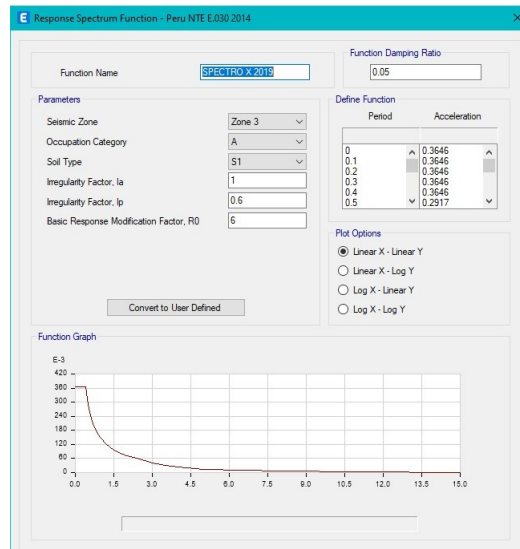 E Response Spectrum Function - Peru NTE E.030 2014
Function Name
SPECTRO X 2019
Function Damping Ratio
0.05
Parameters
Seismic Zone
Zone 3
Occupation Category
A
Soil Type
S1
Irregularity Factor, Ia
1
Irregularity Factor, Ip
0.6
Basic Response Modification Factor, R0
6
Convert to User Defined
Define Function
Period Acceleration
0 0.3646
0.1 0.3646
0.2 0.3646
0.3 0.3646
0.4 0.3646
0.5 0.2917
Plot Options
Linear X - Linear Y
Linear X - Log Y
Log X - Linear Y
Log X - Log Y
Function Graph
E-3
420
360
300
240
180
120
60
0
0.0 1.5 3.0 4.5 6.0 7.5 9.0 10.5 12.0 13.5 15.0